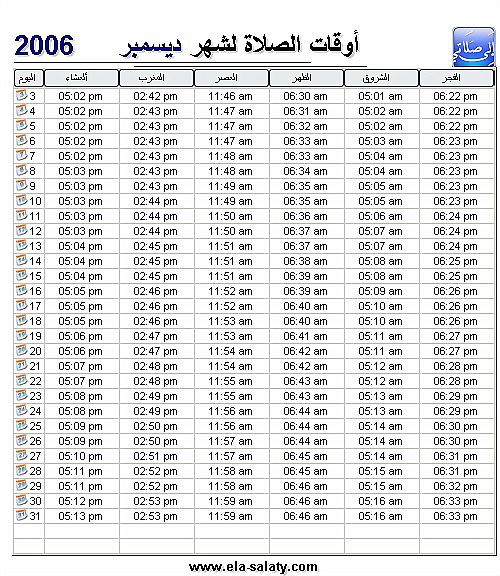 أوقات الصلاة لشهر ديسمبر 2006
إلى صلاتي
اليوم العشاء المغرب العصر الظهر الشروق الفجر
3 05:02 pm 02:42 pm 11:46 am 06:30 am 05:01 am 06:22 pm
4 05:02 pm 02:43 pm 11:47 am 06:31 am 05:02 am 06:22 pm
5 05:02 pm 02:43 pm 11:47 am 06:32 am 05:02 am 06:22 pm
6 05:02 pm 02:43 pm 11:47 am 06:33 am 05:03 am 06:23 pm
7 05:02 pm 02:43 pm 11:48 am 06:33 am 05:04 am 06:23 pm
8 05:03 pm 02:43 pm 11:48 am 06:34 am 05:04 am 06:23 pm
9 05:03 pm 02:43 pm 11:49 am 06:35 am 05:05 am 06:23 pm
10 05:03 pm 02:44 pm 11:49 am 06:35 am 05:05 am 06:23 pm
11 05:03 pm 02:44 pm 11:50 am 06:36 am 05:06 am 06:24 pm
12 05:03 pm 02:44 pm 11:50 am 06:37 am 05:07 am 06:24 pm
13 05:04 pm 02:45 pm 11:51 am 06:37 am 05:07 am 06:24 pm
14 05:04 pm 02:45 pm 11:51 am 06:38 am 05:08 am 06:25 pm
15 05:04 pm 02:45 pm 11:51 am 06:39 am 05:08 am 06:25 pm
16 05:05 pm 02:46 pm 11:52 am 06:39 am 05:09 am 06:26 pm
17 05:05 pm 02:46 pm 11:52 am 06:40 am 05:10 am 06:26 pm
18 05:05 pm 02:46 pm 11:53 am 06:40 am 05:10 am 06:26 pm
19 05:06 pm 02:47 pm 11:53 am 06:41 am 05:11 am 06:27 pm
20 05:06 pm 02:47 pm 11:54 am 06:42 am 05:11 am 06:27 pm
21 05:07 pm 02:48 pm 11:54 am 06:42 am 05:12 am 06:28 pm
22 05:07 pm 02:48 pm 11:55 am 06:43 am 05:12 am 06:28 pm
23 05:08 pm 02:49 pm 11:55 am 06:43 am 05:13 am 06:29 pm
24 05:08 pm 02:49 pm 11:56 am 06:44 am 05:13 am 06:29 pm
25 05:09 pm 02:50 pm 11:56 am 06:44 am 05:14 am 06:30 pm
26 05:09 pm 02:50 pm 11:57 am 06:44 am 05:14 am 06:30 pm
27 05:10 pm 02:51 pm 11:57 am 06:45 am 05:14 am 06:31 pm
28 05:11 pm 02:52 pm 11:58 am 06:45 am 05:15 am 06:31 pm
29 05:11 pm 02:52 pm 11:58 am 06:46 am 05:15 am 06:32 pm
30 05:12 pm 02:53 pm 11:59 am 06:46 am 05:16 am 06:33 pm
31 05:13 pm 02:53 pm 11:59 am 06:46 am 05:16 am 06:33 pm
www.ela-salaty.com